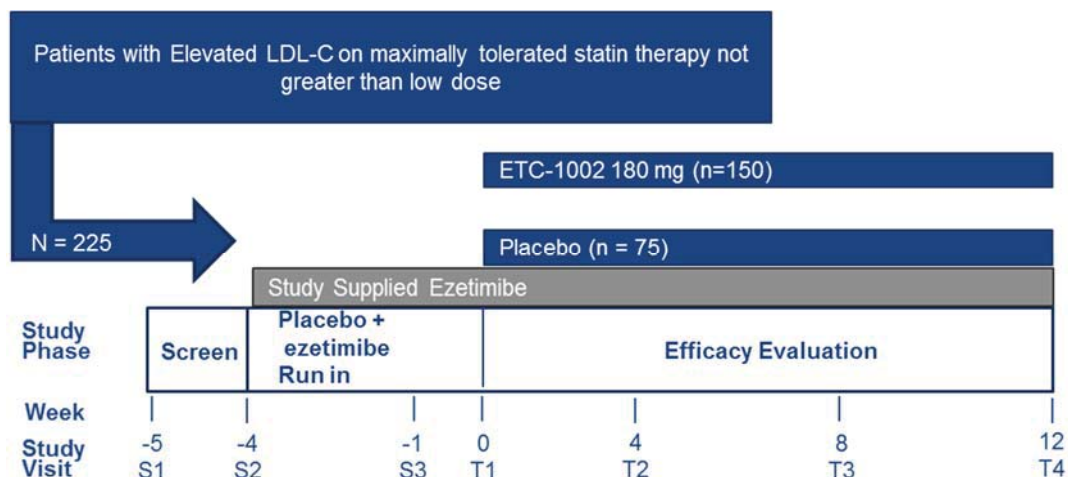 Patients with Elevated LDL-C on maximally tolerated statin therapy not
greater than low dose
ETC-1002 180 mg (n=150)
N = 225
Placebo (n = 75)
Study Supplied Ezetimibe
Study
Phase
Screen
Placebo +
ezetimibe
Run in
Efficacy Evaluation
Week
-5 -4 -1 0 4 8 12
Study
Visit
S1 S2 S3 T1 T2 T3 T4